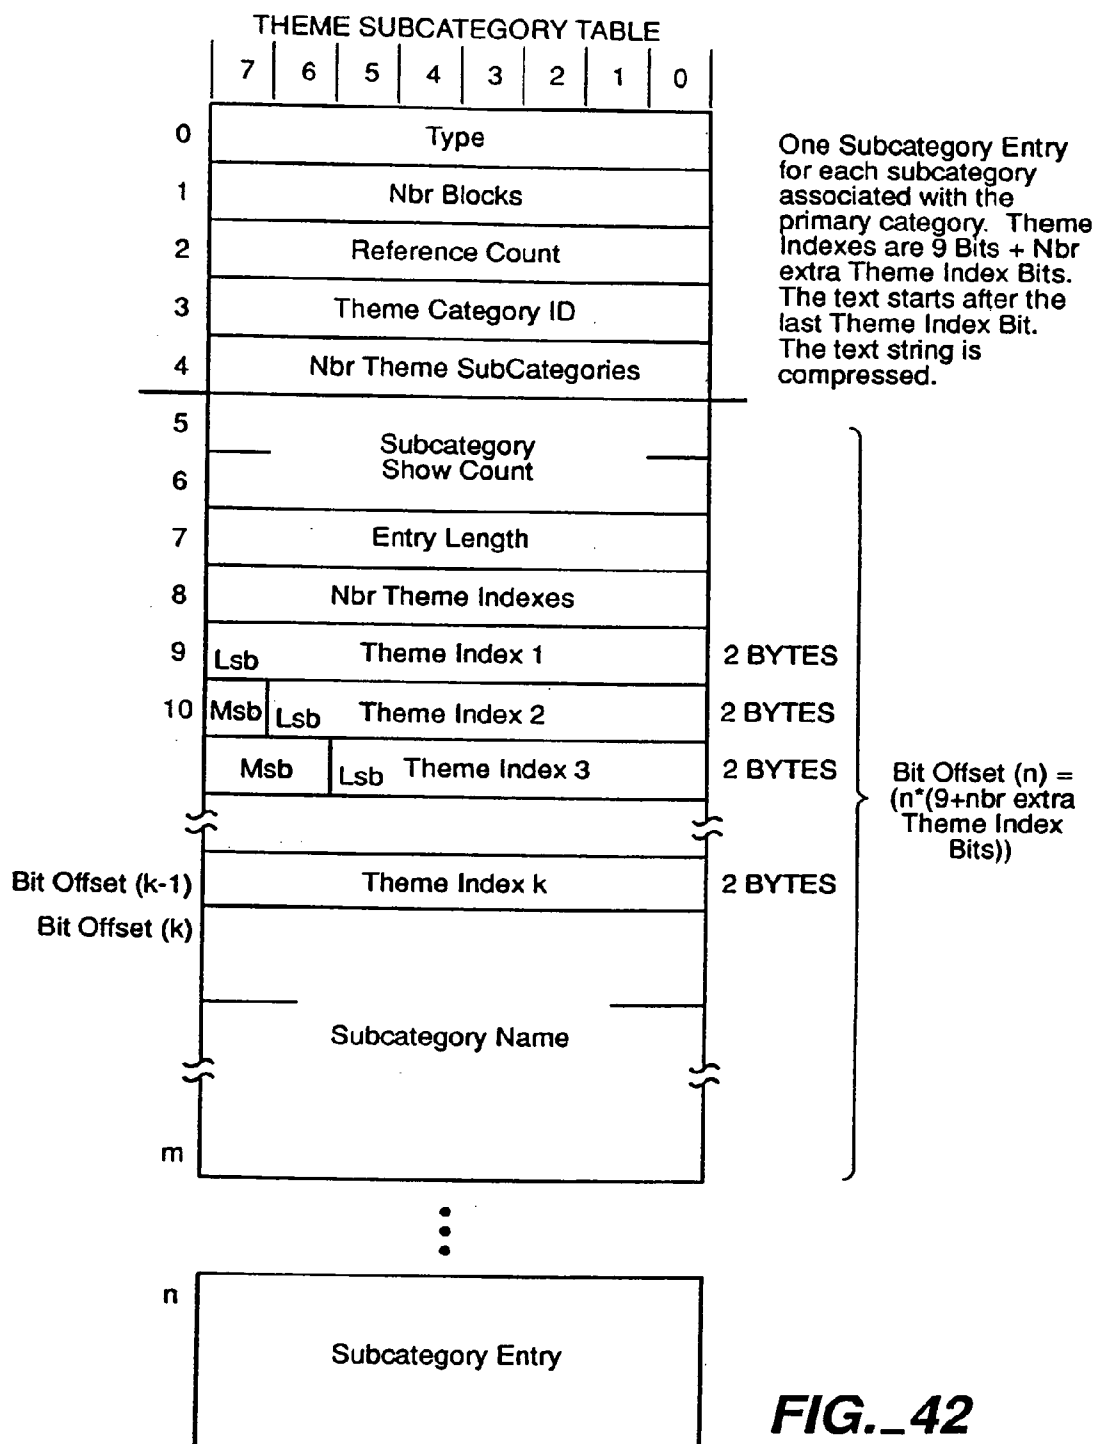 THEME SUBCATEGORY TABLE
7 6 5 4 3 2 1 0
0 Type
1 Nbr Blocks
2 Reference Count
3 Theme Category ID
4 Nbr Theme SubCategories
One Subcategory Entry
for each subcategory
associated with the
primary category. Theme
Indexes are 9 Bits + Nbr
extra Theme Index Bits.
The text starts after the
last Theme Index Bit.
The text string is
compressed.
5
Subcategory
Show Count
6
7 Entry Length
8 Nbr Theme Indexes
9 Lsb Theme Index 1 2 BYTES
10 Msb Lsb Theme Index 2 2 BYTES
Msb Lsb Theme Index 3 2 BYTES
Bit Offset (n) =
(n*(9+nbr extra
Theme Index
Bits))
Bit Offset (k-1) Theme Index k 2 BYTES
Bit Offset (k)
Subcategory Name
m
n
Subcategory Entry
FIG._42